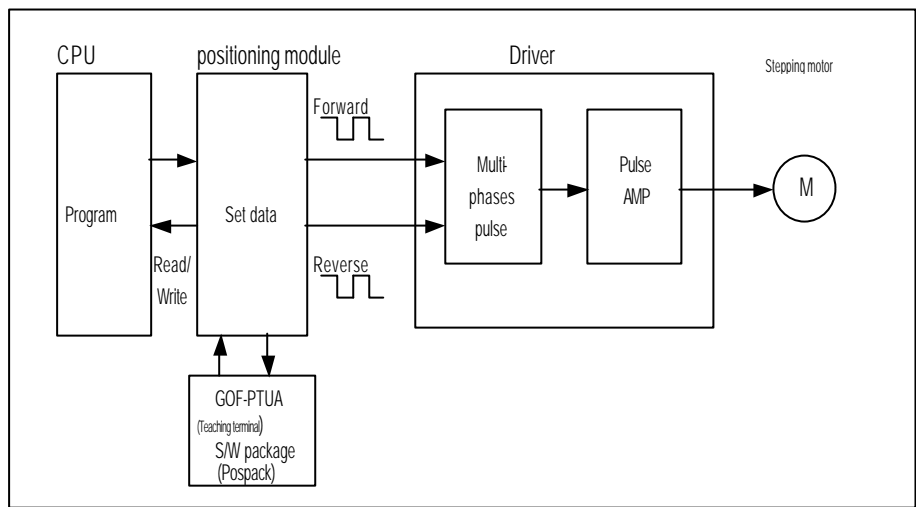 CPU
positioning module
Driver
Stepping motor
Forward
Program
Set data
Multi-
phases
pulse
Pulse
AMP
M
Read/
Write
Reverse
GOF-PTUA
(Teaching terminal)
S/W package
(Pospack)